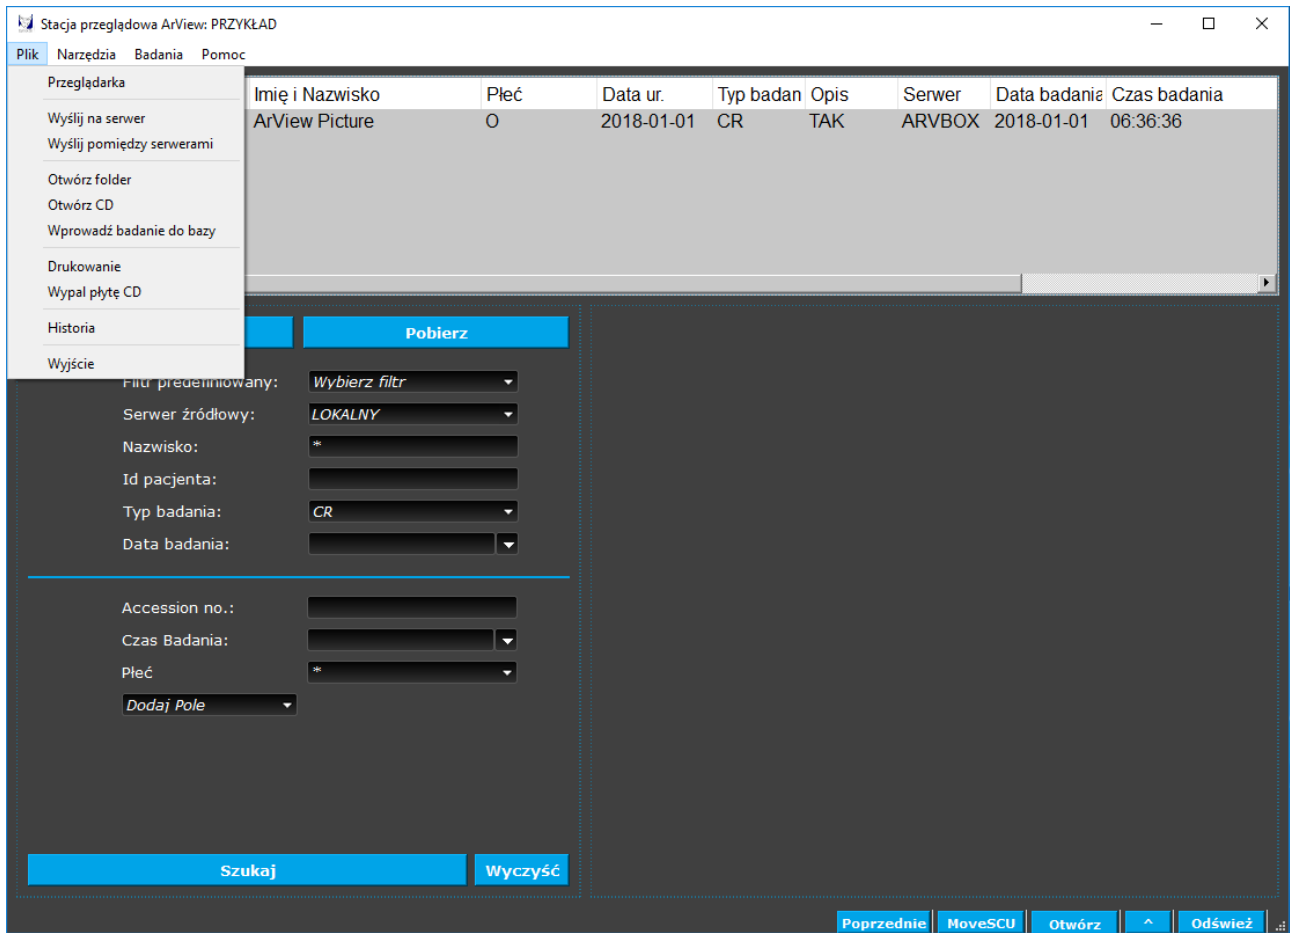 Stacja przeglądowa ArView: PRZYKŁAD
Plik Narzędzia Badania Pomoc
Przeglądarka
Wyślij na serwer
Wyślij pomiędzy serwerami
Otwórz folder
Otwórz CD
Wprowadź badanie do bazy
Drukowanie
Wypal płytę CD
Historia
Wyjście
Imię i Nazwisko Płeć Data ur. Typ badan Opis Serwer Data badania Czas badania
ArView Picture O 2018-01-01 CR TAK ARVBOX 2018-01-01 06:36:36
Pobierz
Filtr predefiniowany: Wybierz filtr
Serwer źródłowy: LOKALNY
Nazwisko: *
Id pacjenta:
Typ badania: CR
Data badania:
Accession no.:
Czas Badania:
Płeć *
Dodaj Pole
Szukaj Wyczyść
Poprzednie MoveSCU Otwórz ^ Odśwież